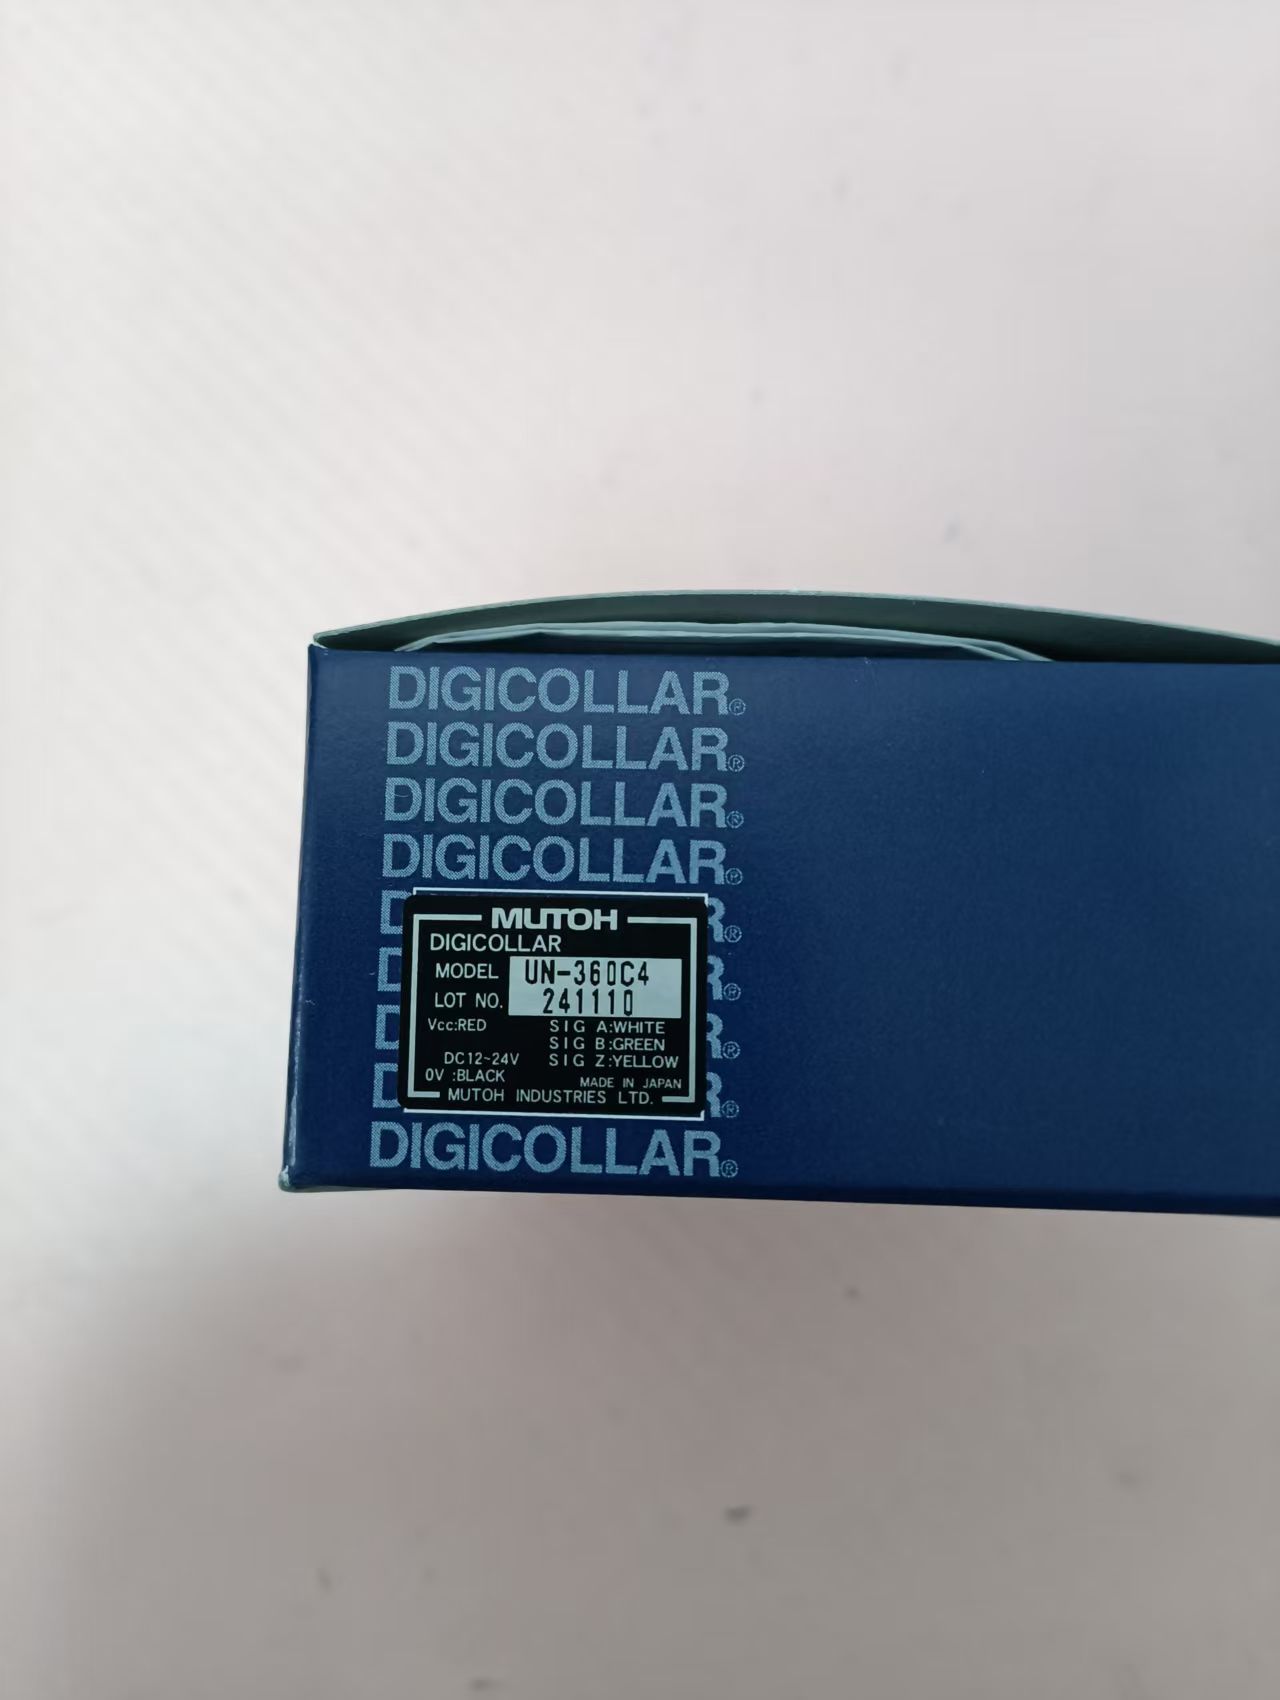 DIGICOLLAR®
DIGICOLLAR®
DIGICOLLAR®
DIGICOLLAR®
MUTOH
DIGICOLLAR
MODEL UN-360C4
LOT NO. 241110
Vcc:RED SIG A:WHITE
SIG B:GREEN
DC12~24V SIG Z:YELLOW
0V :BLACK MADE IN JAPAN
MUTOH INDUSTRIES LTD.
DIGICOLLAR®